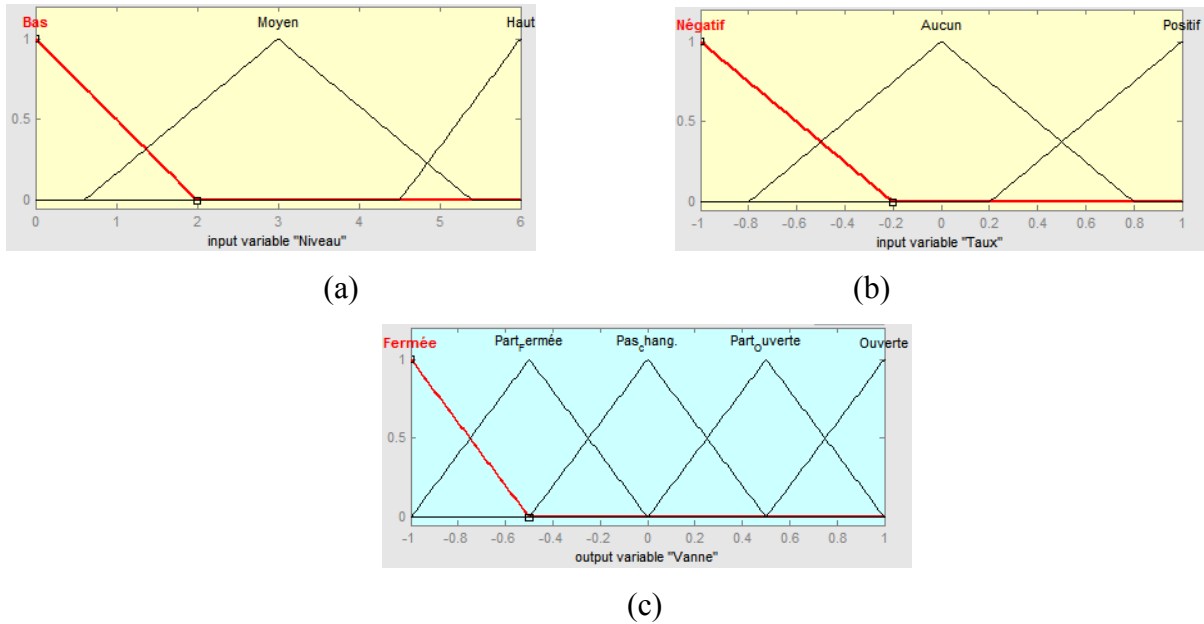 Bas Moyen Haut
1
0.5
0
0 1 2 3 4 5 6
input variable "Niveau"
(a)
Négatif Aucun Positif
1
0.5
0
-1 -0.8 -0.6 -0.4 -0.2 0 0.2 0.4 0.6 0.8 1
input variable "Taux"
(b)
Fermée Part_Fermée Pas_chang. Part_Ouverte Ouverte
1
0.5
0
-1 -0.8 -0.6 -0.4 -0.2 0 0.2 0.4 0.6 0.8 1
output variable "Vanne"
(c)